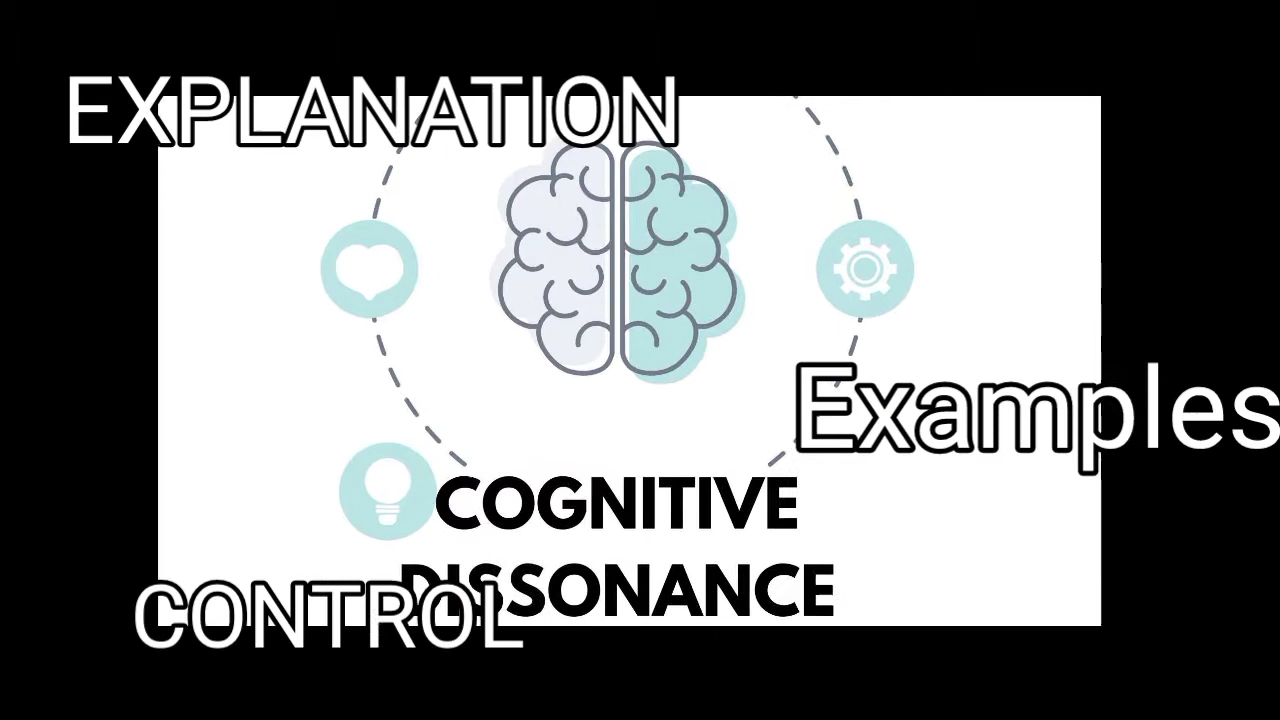 EXPLANATION
Examples
COGNITIVE
DISSONANCE
CONTROL